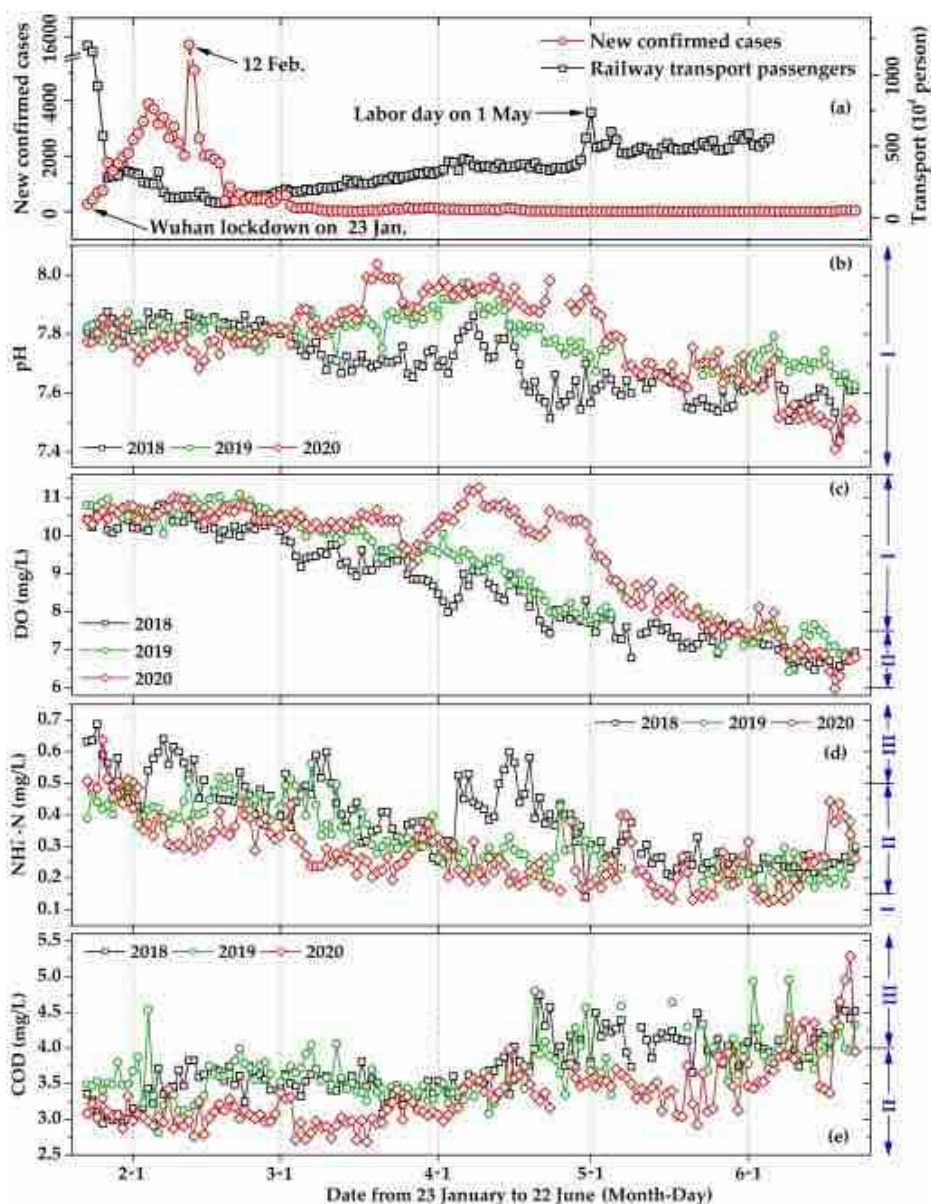 16000
4000
2000
0
New confirmed cases
12 Feb.
New confirmed cases
Railway transport passengers
(a)
Labor day on 1 May
Wuhan lockdown on 23 Jan.
1000
500
0
Transport (10⁴ person)
8.0
7.8
7.6
7.4
pH
(b)
2018
2019
2020
I
11
10
9
8
7
6
DO (mg/L)
(c)
2018
2019
2020
I
II
0.7
0.6
0.5
0.4
0.3
0.2
0.1
(mg/L)
2018
2019
2020
(d)
III
II
I
5.5
5.0
4.5
4.0
3.5
3.0
2.5
COD (mg/L)
2018
2019
2020
(e)
III
II
2-1
3-1
4-1
5-1
6-1
Date from 23 January to 22 June (Month-Day)